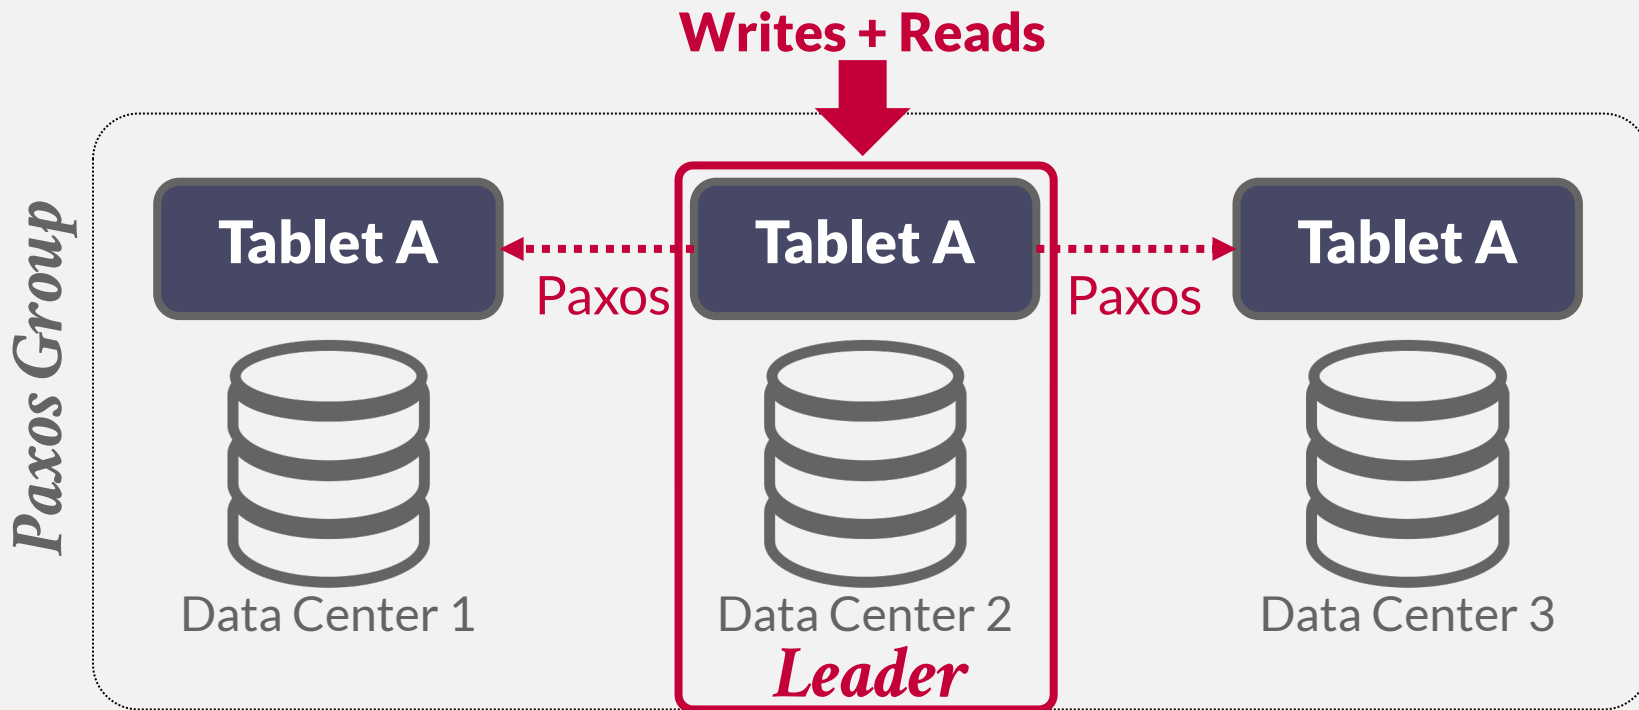 Writes + Reads
Paxos Group
Tablet A
Paxos
Tablet A
Paxos
Tablet A
Data Center 1
Data Center 2
Data Center 3
Leader